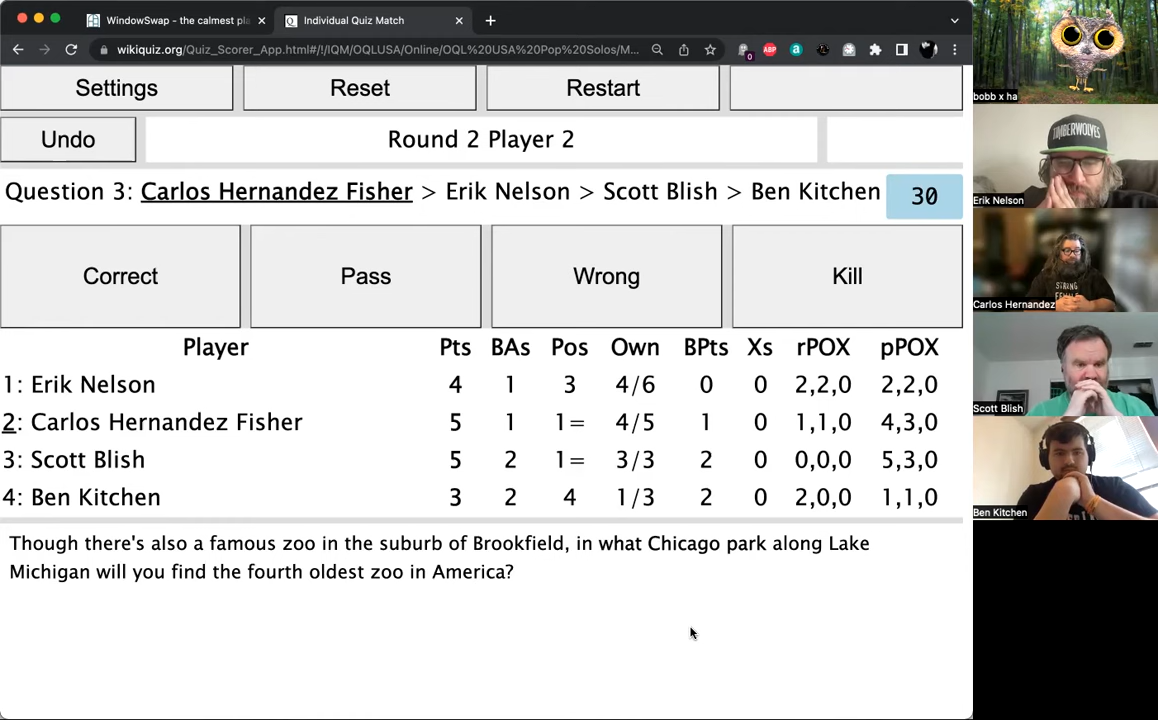 WindowSwap - the calmest pla
Individual Quiz Match
wikiquiz.org/Quiz_Scorer_App.html#/!/IQM/OQLUSA/Online/OQL%20USA%20Pop%20Solos/M...
Settings Reset Restart
Undo Round 2 Player 2
Question 3: Carlos Hernandez Fisher > Erik Nelson > Scott Blish > Ben Kitchen 30
Correct Pass Wrong Kill
Player Pts BAs Pos Own BPts Xs rPOX pPOX
1: Erik Nelson 4 1 3 4/6 0 0 2,2,0 2,2,0
2: Carlos Hernandez Fisher 5 1 1= 4/5 1 0 1,1,0 4,3,0
3: Scott Blish 5 2 1= 3/3 2 0 0,0,0 5,3,0
4: Ben Kitchen 3 2 4 1/3 2 0 2,0,0 1,1,0
Though there's also a famous zoo in the suburb of Brookfield, in what Chicago park along Lake
Michigan will you find the fourth oldest zoo in America?
bobb x ha
TIMBERWOLVES
Erik Nelson
STRONG
FEMALE
Carlos Hernandez
Scott Blish
Ben Kitchen
ABP
0